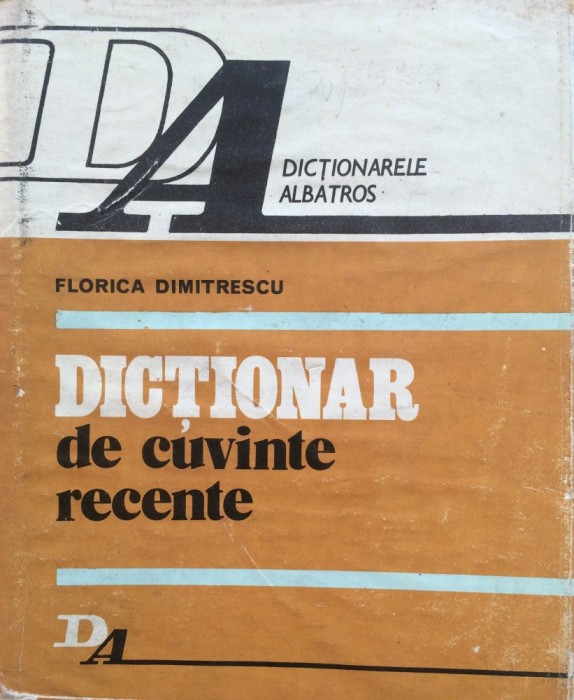 DA
DICȚIONARELE
ALBATROS
FLORICA DIMITRESCU
DICȚIONAR
de cuvinte
recente
DA